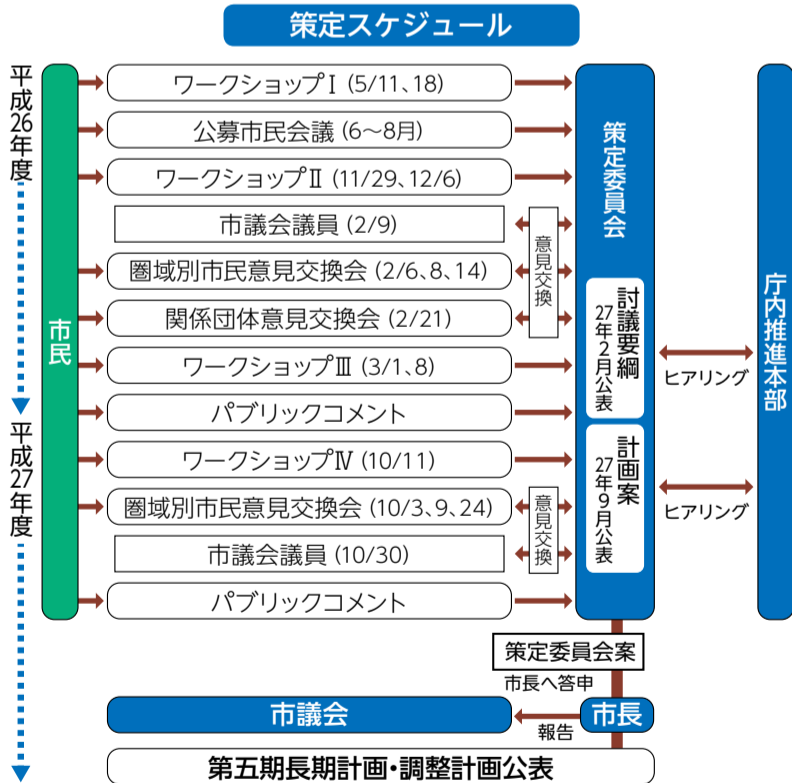 策定スケジュール
平成26年度
平成27年度
市民
ワークショップⅠ (5/11、18)
公募市民会議 (6〜8月)
ワークショップⅡ (11/29、12/6)
市議会議員 (2/9)
圏域別市民意見交換会 (2/6、8、14)
関係団体意見交換会 (2/21)
ワークショップⅢ (3/1、8)
パブリックコメント
ワークショップⅣ (10/11)
圏域別市民意見交換会 (10/3、9、24)
市議会議員 (10/30)
パブリックコメント
意見交換
意見交換
策定委員会
討議要綱
27年2月公表
計画案
27年9月公表
ヒアリング
ヒアリング
庁内推進本部
策定委員会案
市長へ答申
市議会
報告
市長
第五期長期計画・調整計画公表